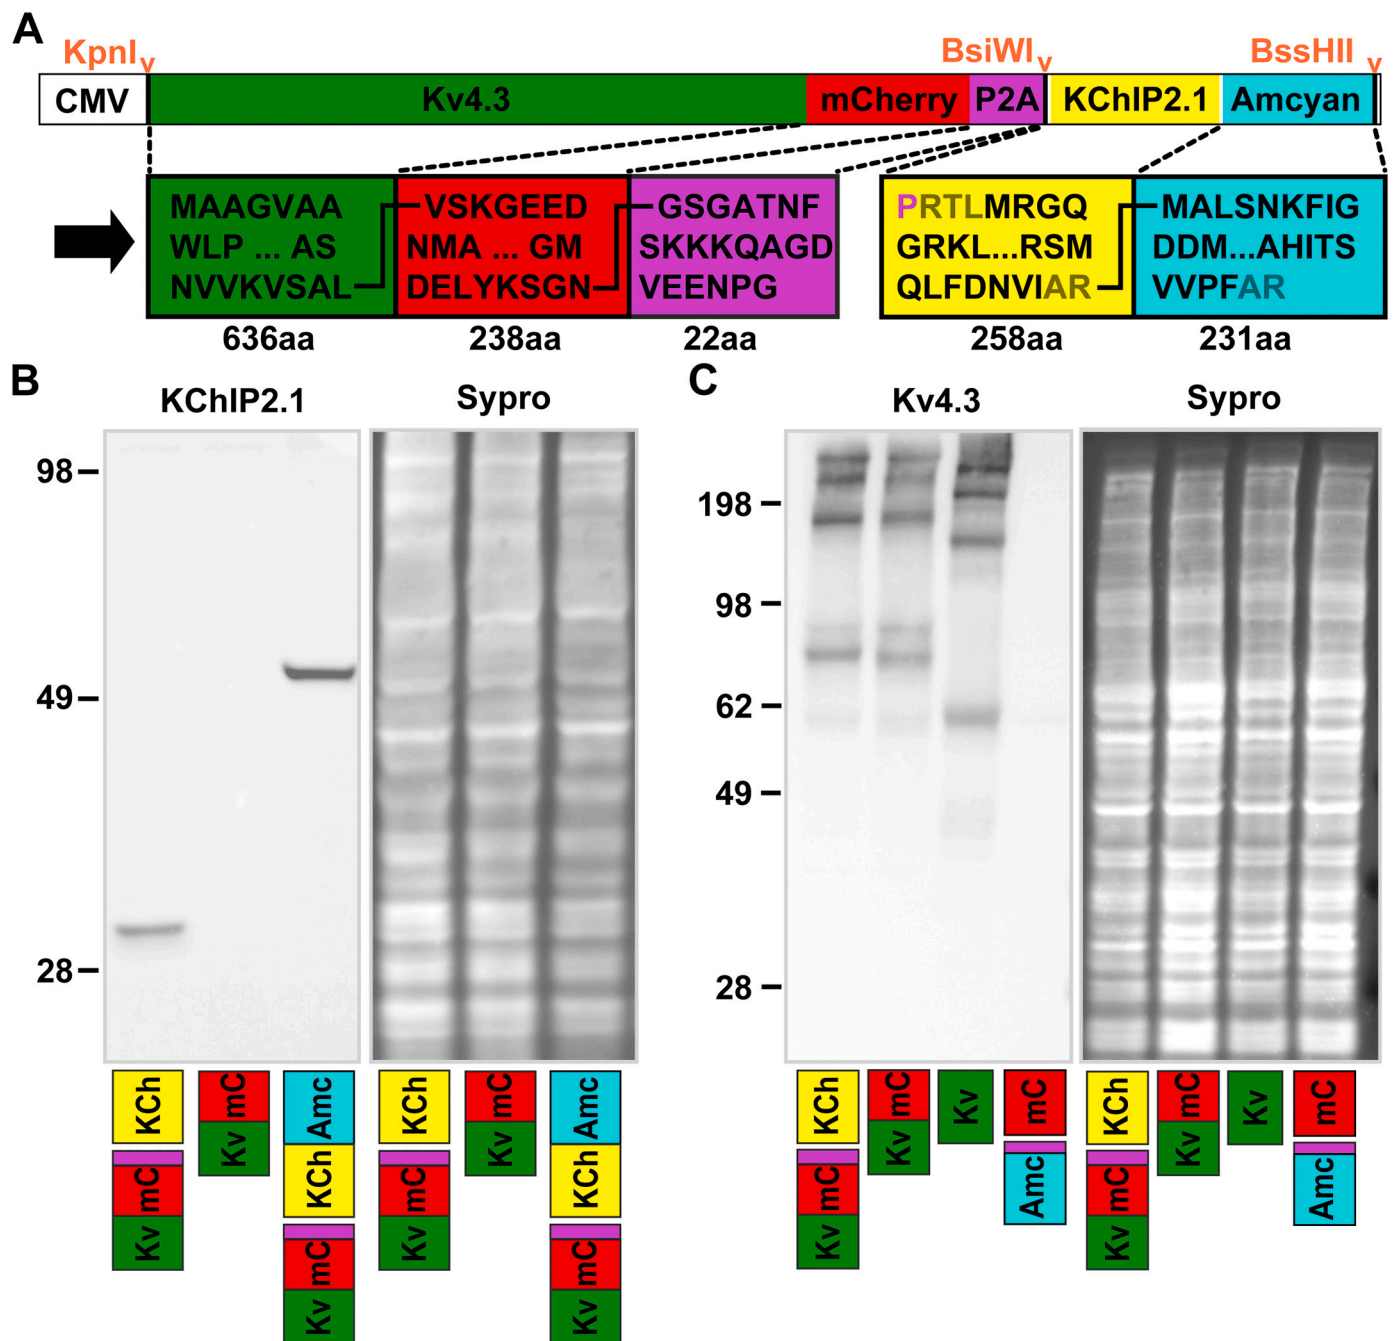 A
KpnI v BsiWI v BssHII v
CMV Kv4.3 mCherry P2A KChIP2.1 Amcyan
MAAGVAA VSKGEED GSGATNF PRTLMRGQ MALSNKFIG
WLP ... AS NMA ... GM SKKKQAGD GRKL...RSM DDM...AHITS
NVVKVSAL DELYKSGN VEENPG QLFDNVIAR VVPFAR
636aa 238aa 22aa 258aa 231aa
B
KChIP2.1 Sypro
98
49
28
KCh mC Amc KCh mC Amc
mC Kv KCh mC Kv KCh
Kv mC Kv mC
Kv Kv
C
Kv4.3 Sypro
198
98
62
49
28
KCh mC Kv mC KCh mC Kv mC
mC Kv Amc mC Kv Amc
Kv Kv